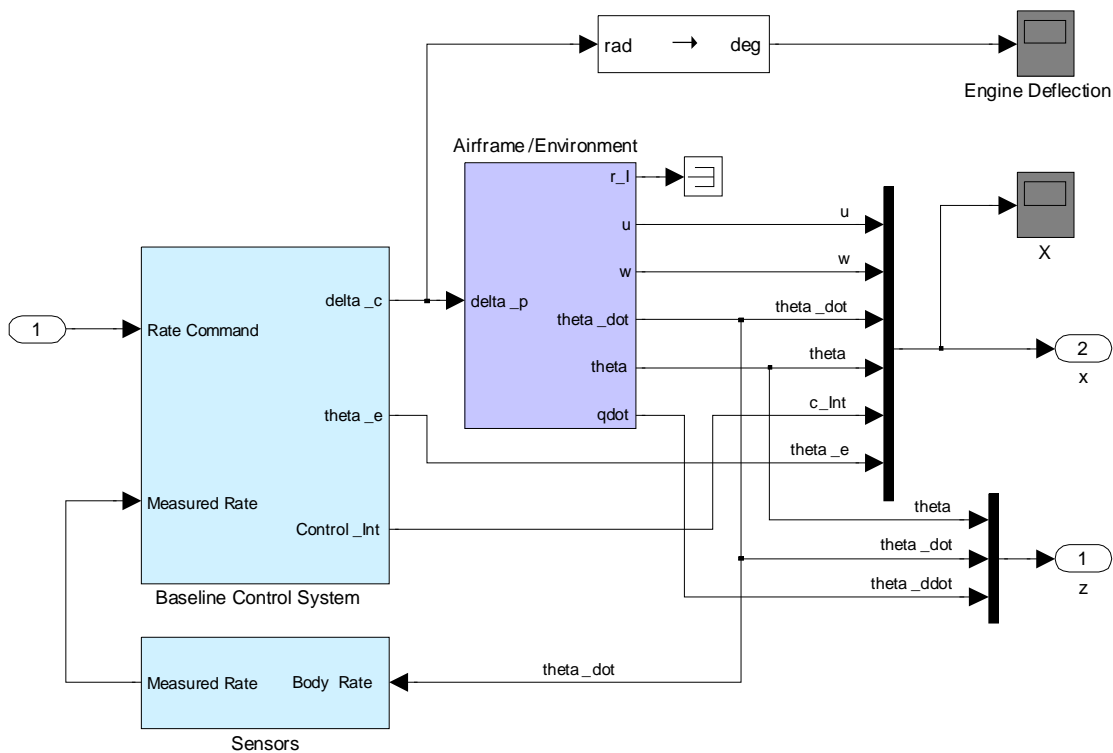 rad → deg
Engine Deflection
Airframe /Environment
r_I
u
w
theta _dot
theta
qdot
delta _p
u
w
theta _dot
theta
c_Int
theta _e
X
2
x
1
Rate Command
Measured Rate
delta _c
theta _e
Control _Int
Baseline Control System
theta
theta _dot
theta _ddot
1
z
Measured Rate
Body Rate
Sensors
theta _dot